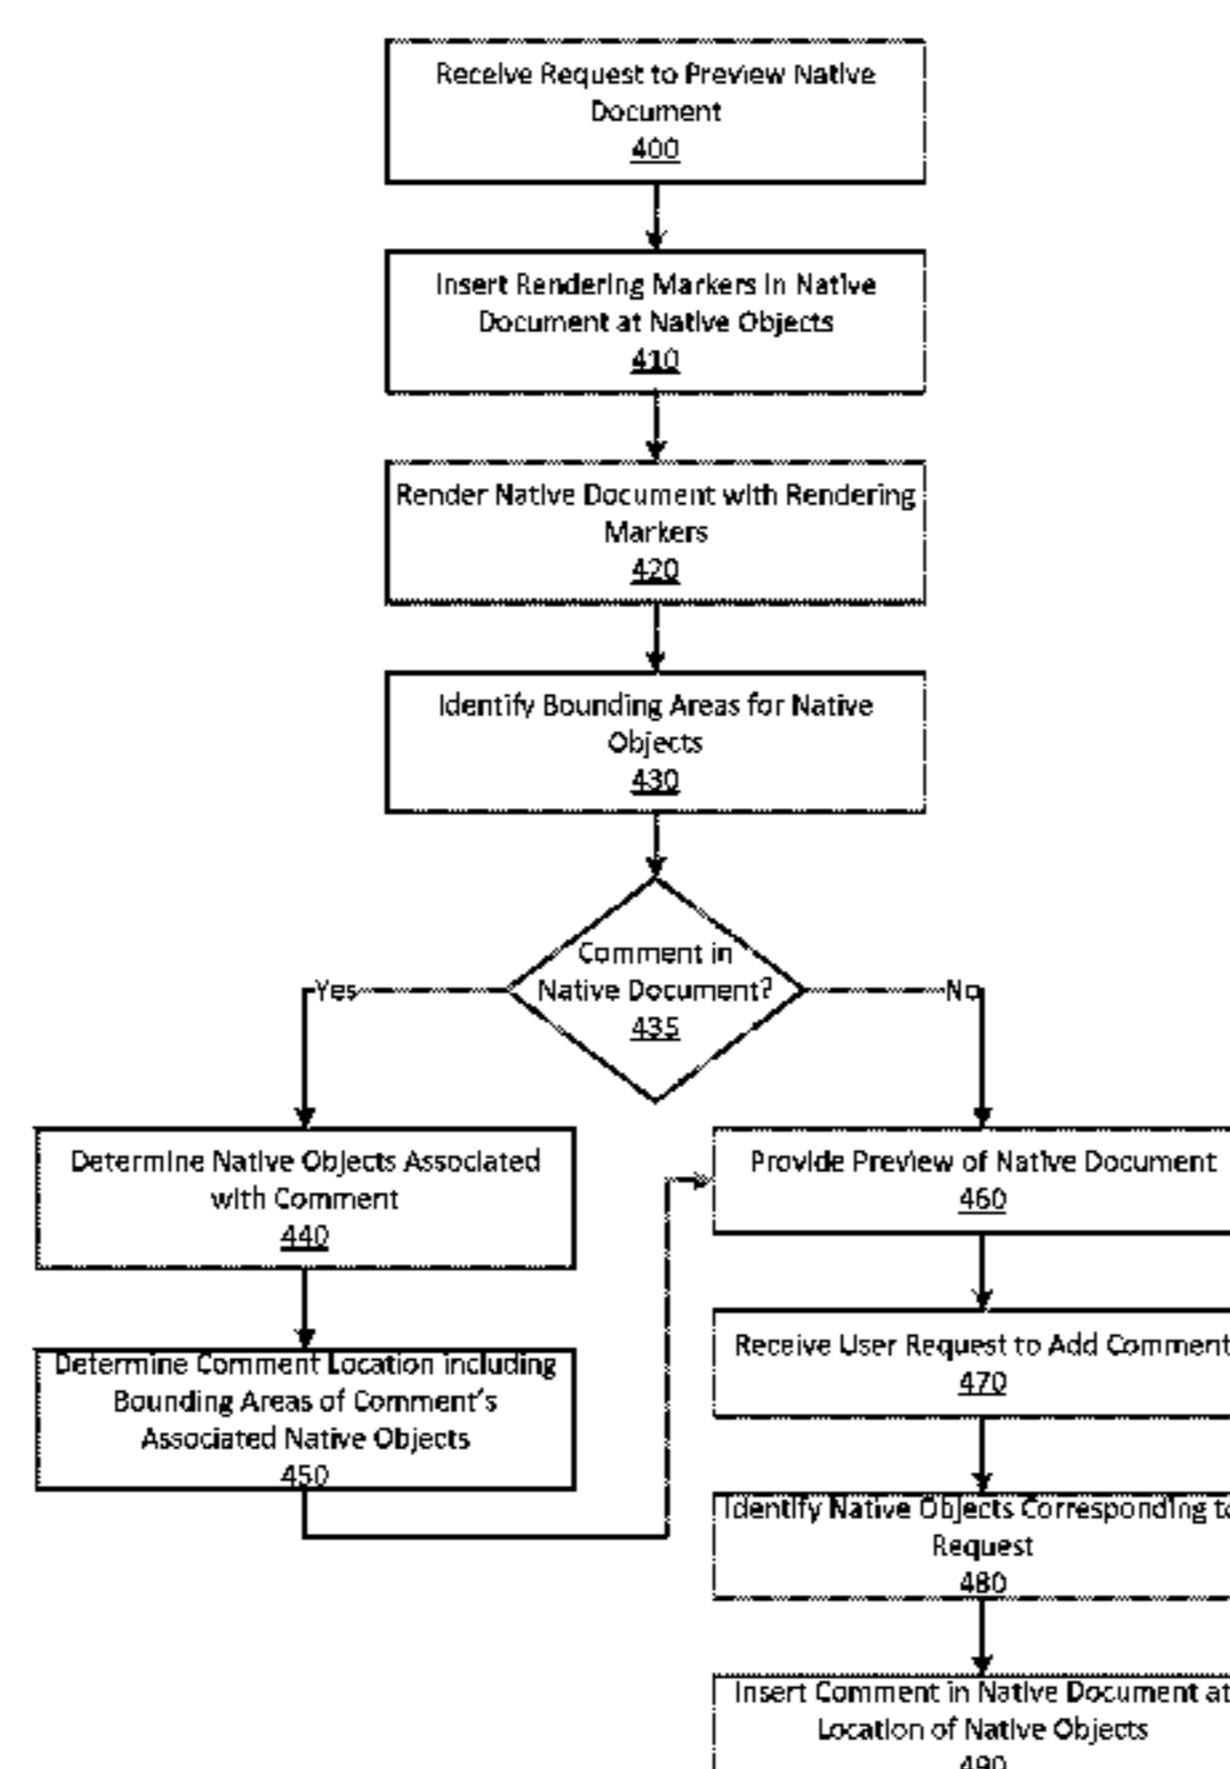 Receive Request to Preview Native
Document
400
Insert Rendering Markers in Native
Document at Native Objects
410
Render Native Document with Rendering
Markers
420
Identify Bounding Areas for Native
Objects
430
Comment in
Native Document?
435
Yes
No
Determine Native Objects Associated
with Comment
440
Determine Comment Location including
Bounding Areas of Comment's
Associated Native Objects
450
Provide Preview of Native Document
460
Receive User Request to Add Comment
470
Identify Native Objects Corresponding to
Request
480
Insert Comment in Native Document at
Location of Native Objects
490